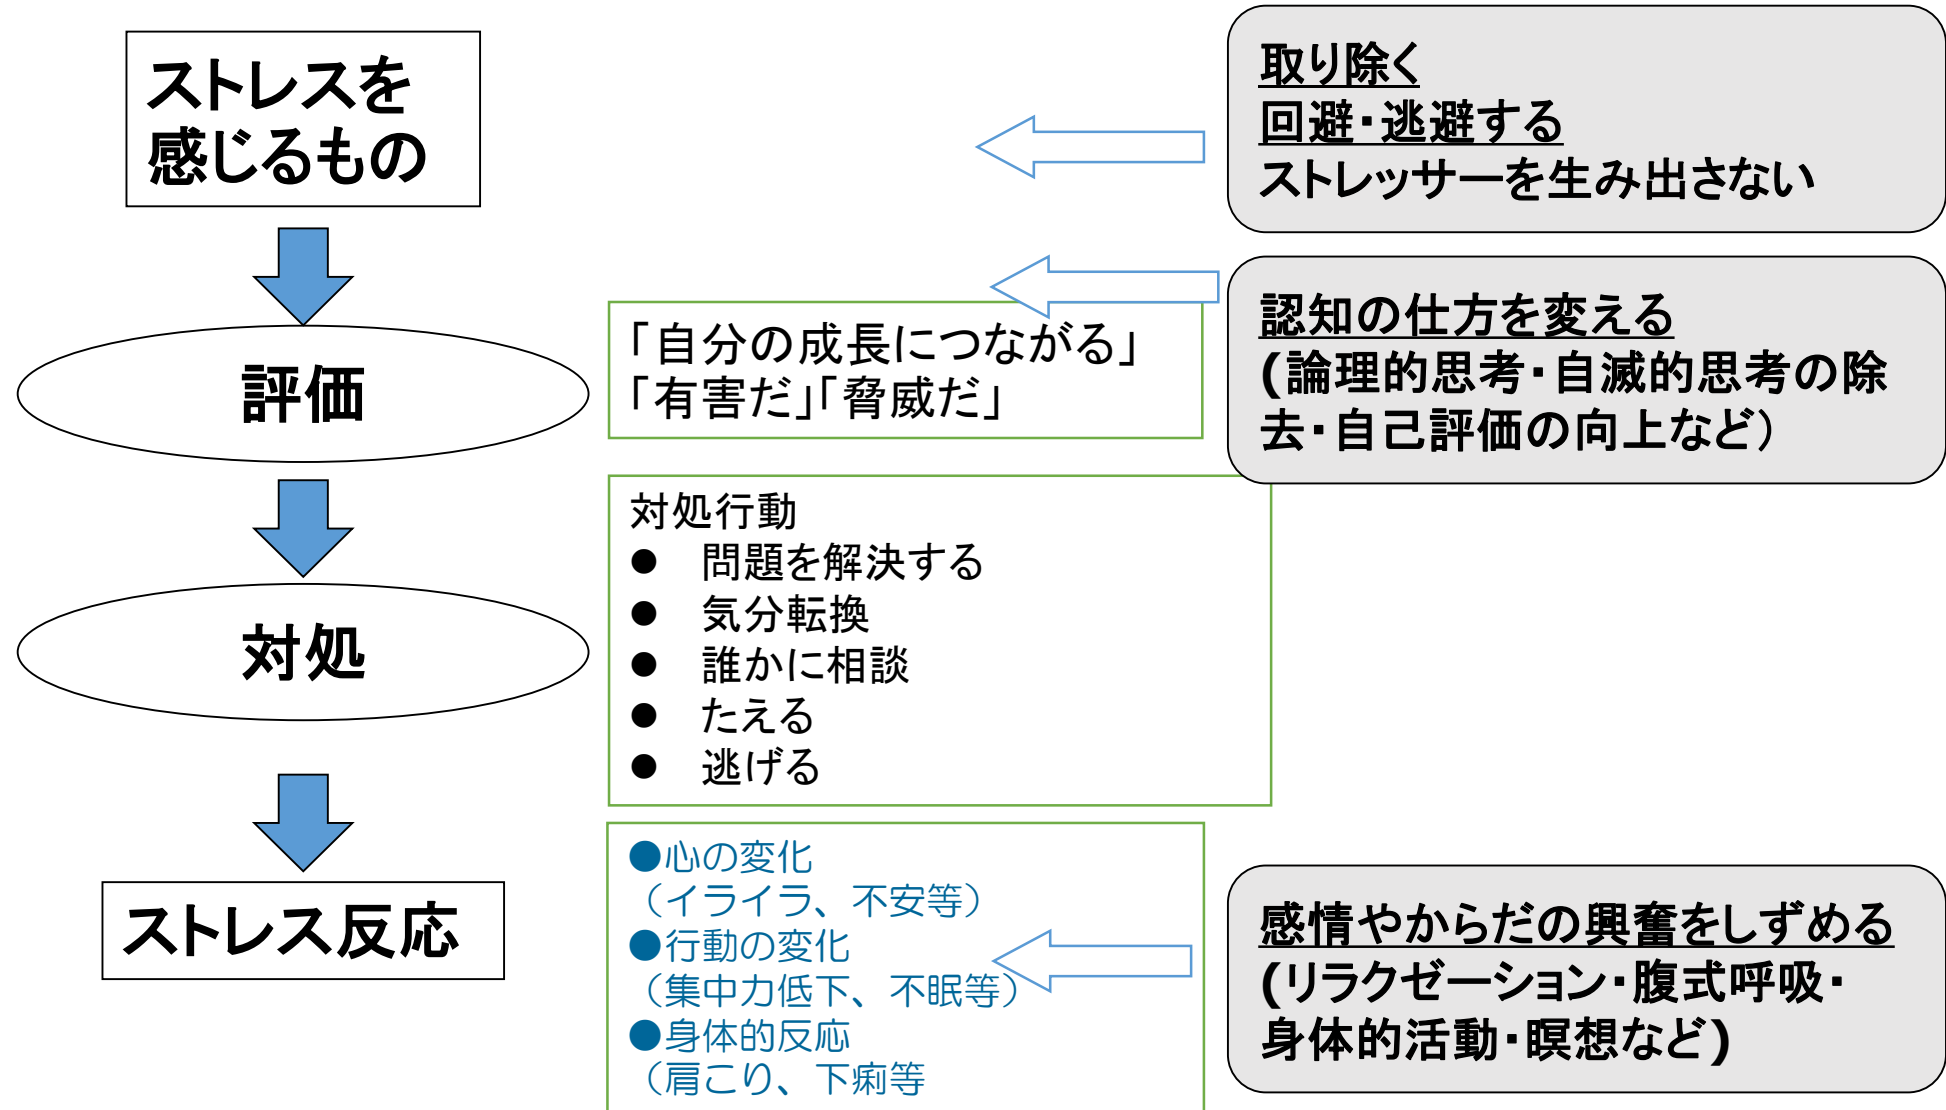 ストレスを
感じるもの
取り除く
回避・逃避する
ストレッサーを生み出さない
評価
「自分の成長につながる」
「有害だ」「脅威だ」
認知の仕方を変える
(論理的思考・自滅的思考の除
去・自己評価の向上など）
対処
対処行動
● 問題を解決する
● 気分転換
● 誰かに相談
● たえる
● 逃げる
ストレス反応
●心の変化
（イライラ、不安等）
●行動の変化
（集中力低下、不眠等）
●身体的反応
（肩こり、下痢等
感情やからだの興奮をしずめる
(リラクゼーション・腹式呼吸・
身体的活動・瞑想など)